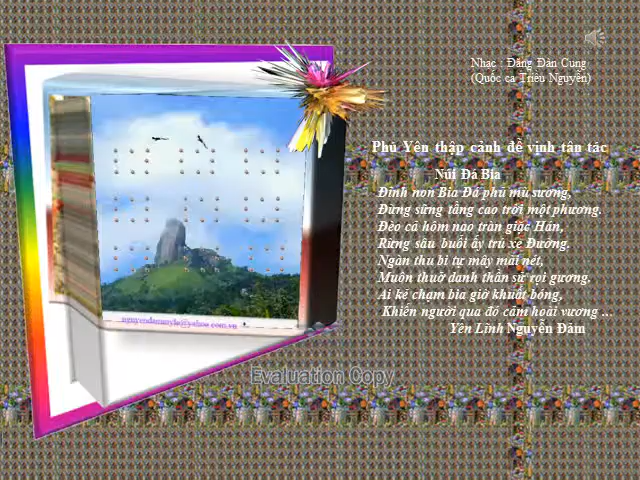 Nhạc : Đăng Đàn Cung
(Quốc ca Triều Nguyễn)
Phú Yên thập cảnh đề vịnh tân tác
Núi Đá Bia
Đỉnh non Bia Đá phủ mù sương,
Đừng sững tầng cao trời một phương.
Đèo cả hôm nao tràn giặc Hán,
Rừng sâu buổi ấy trú xe Đường.
Ngàn thu bi tự mây mài nét,
Muôn thuở danh thần sử rọi gương.
Ai kẻ chạm bia giờ khuất bóng,
Khiến người qua đó cảm hoài vương ...
Yên Linh Nguyễn Đảm
Evaluation Copy